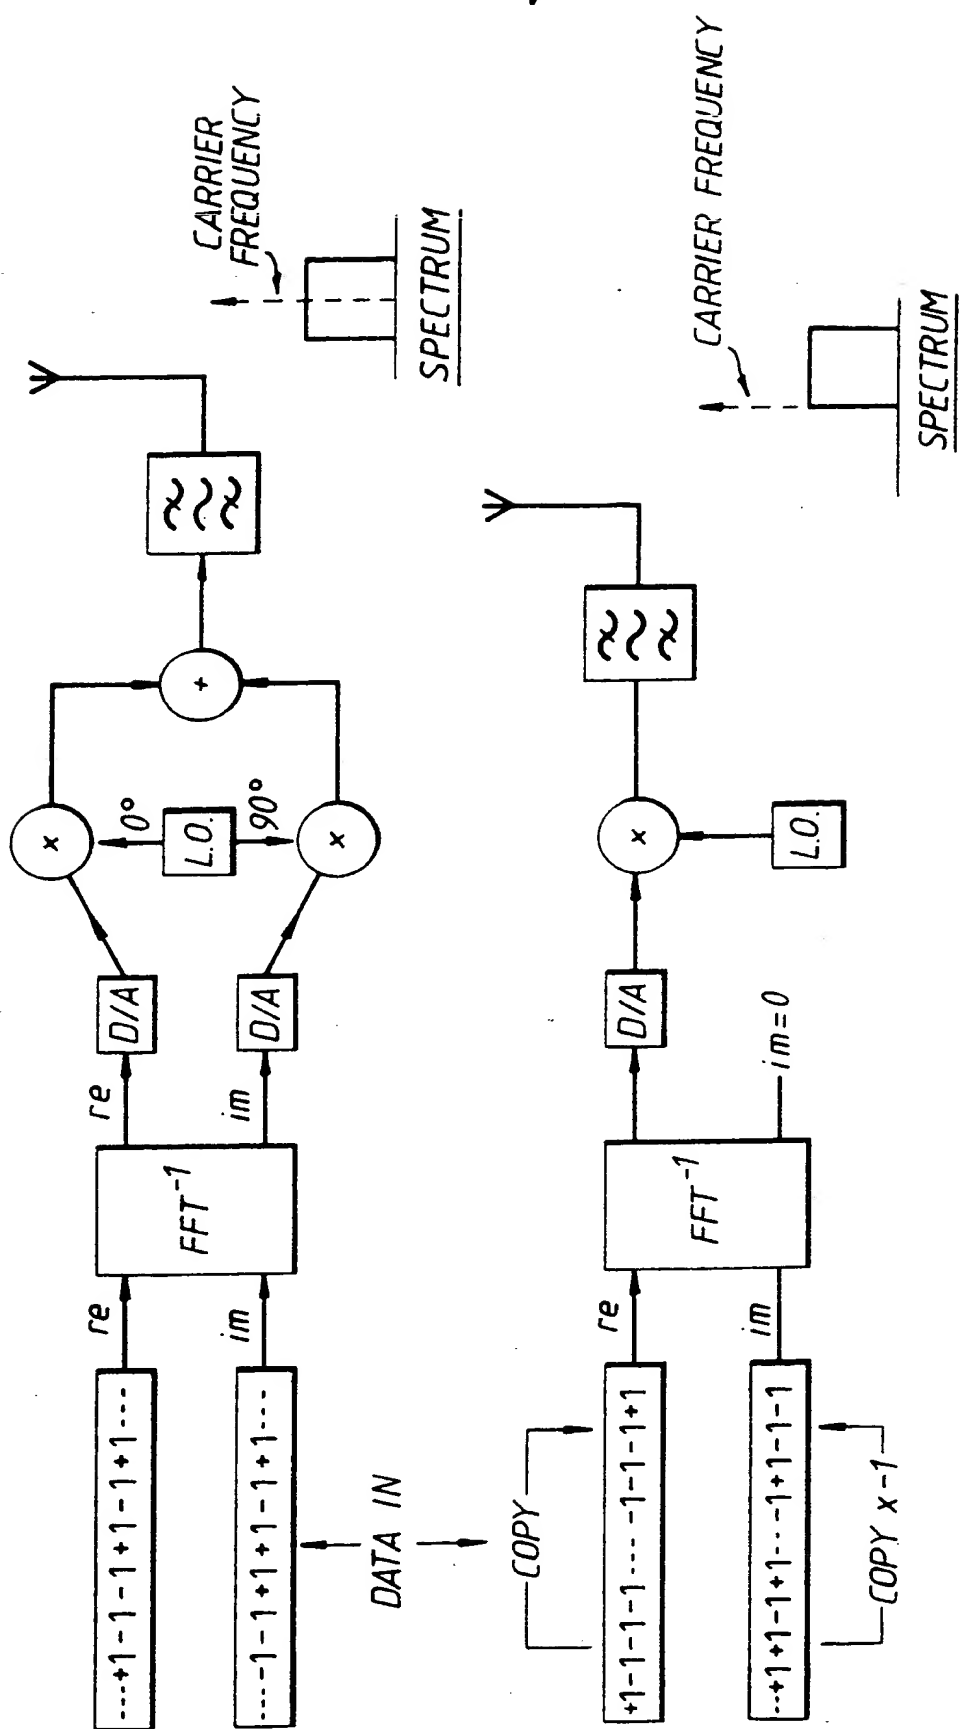 ---+1-1-1-1+1-1+1----
re
FFT⁻¹
re
D/A
x
0°
L.O.
90°
+
CARRIER
FREQUENCY
SPECTRUM
-----1-1+1+1-1+1---
im
im
D/A
x
DATA IN
COPY
+1-1-1-1--- -1-1-1+1
re
FFT⁻¹
D/A
x
L.O.
CARRIER FREQUENCY
SPECTRUM
--+1+1-1+1---1+1-1-1
im
im=0
COPY x-1